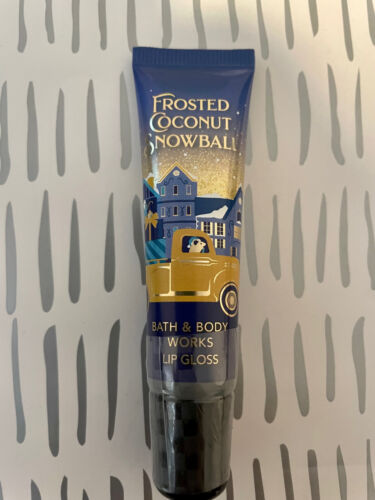 FROSTED
COCONUT
SNOWBALL
BATH & BODY
WORKS
LIP GLOSS